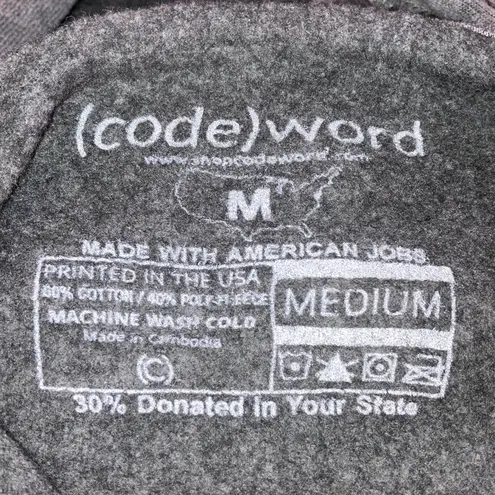 (code)word
www.shopcodeword.com
M
MADE WITH AMERICAN JOBS.
PRINTED IN THE USA
60% COTTON / 40% POLY-FLEECE
MACHINE WASH COLD
Made in Cambodia
©
MEDIUM
30% Donated In Your State